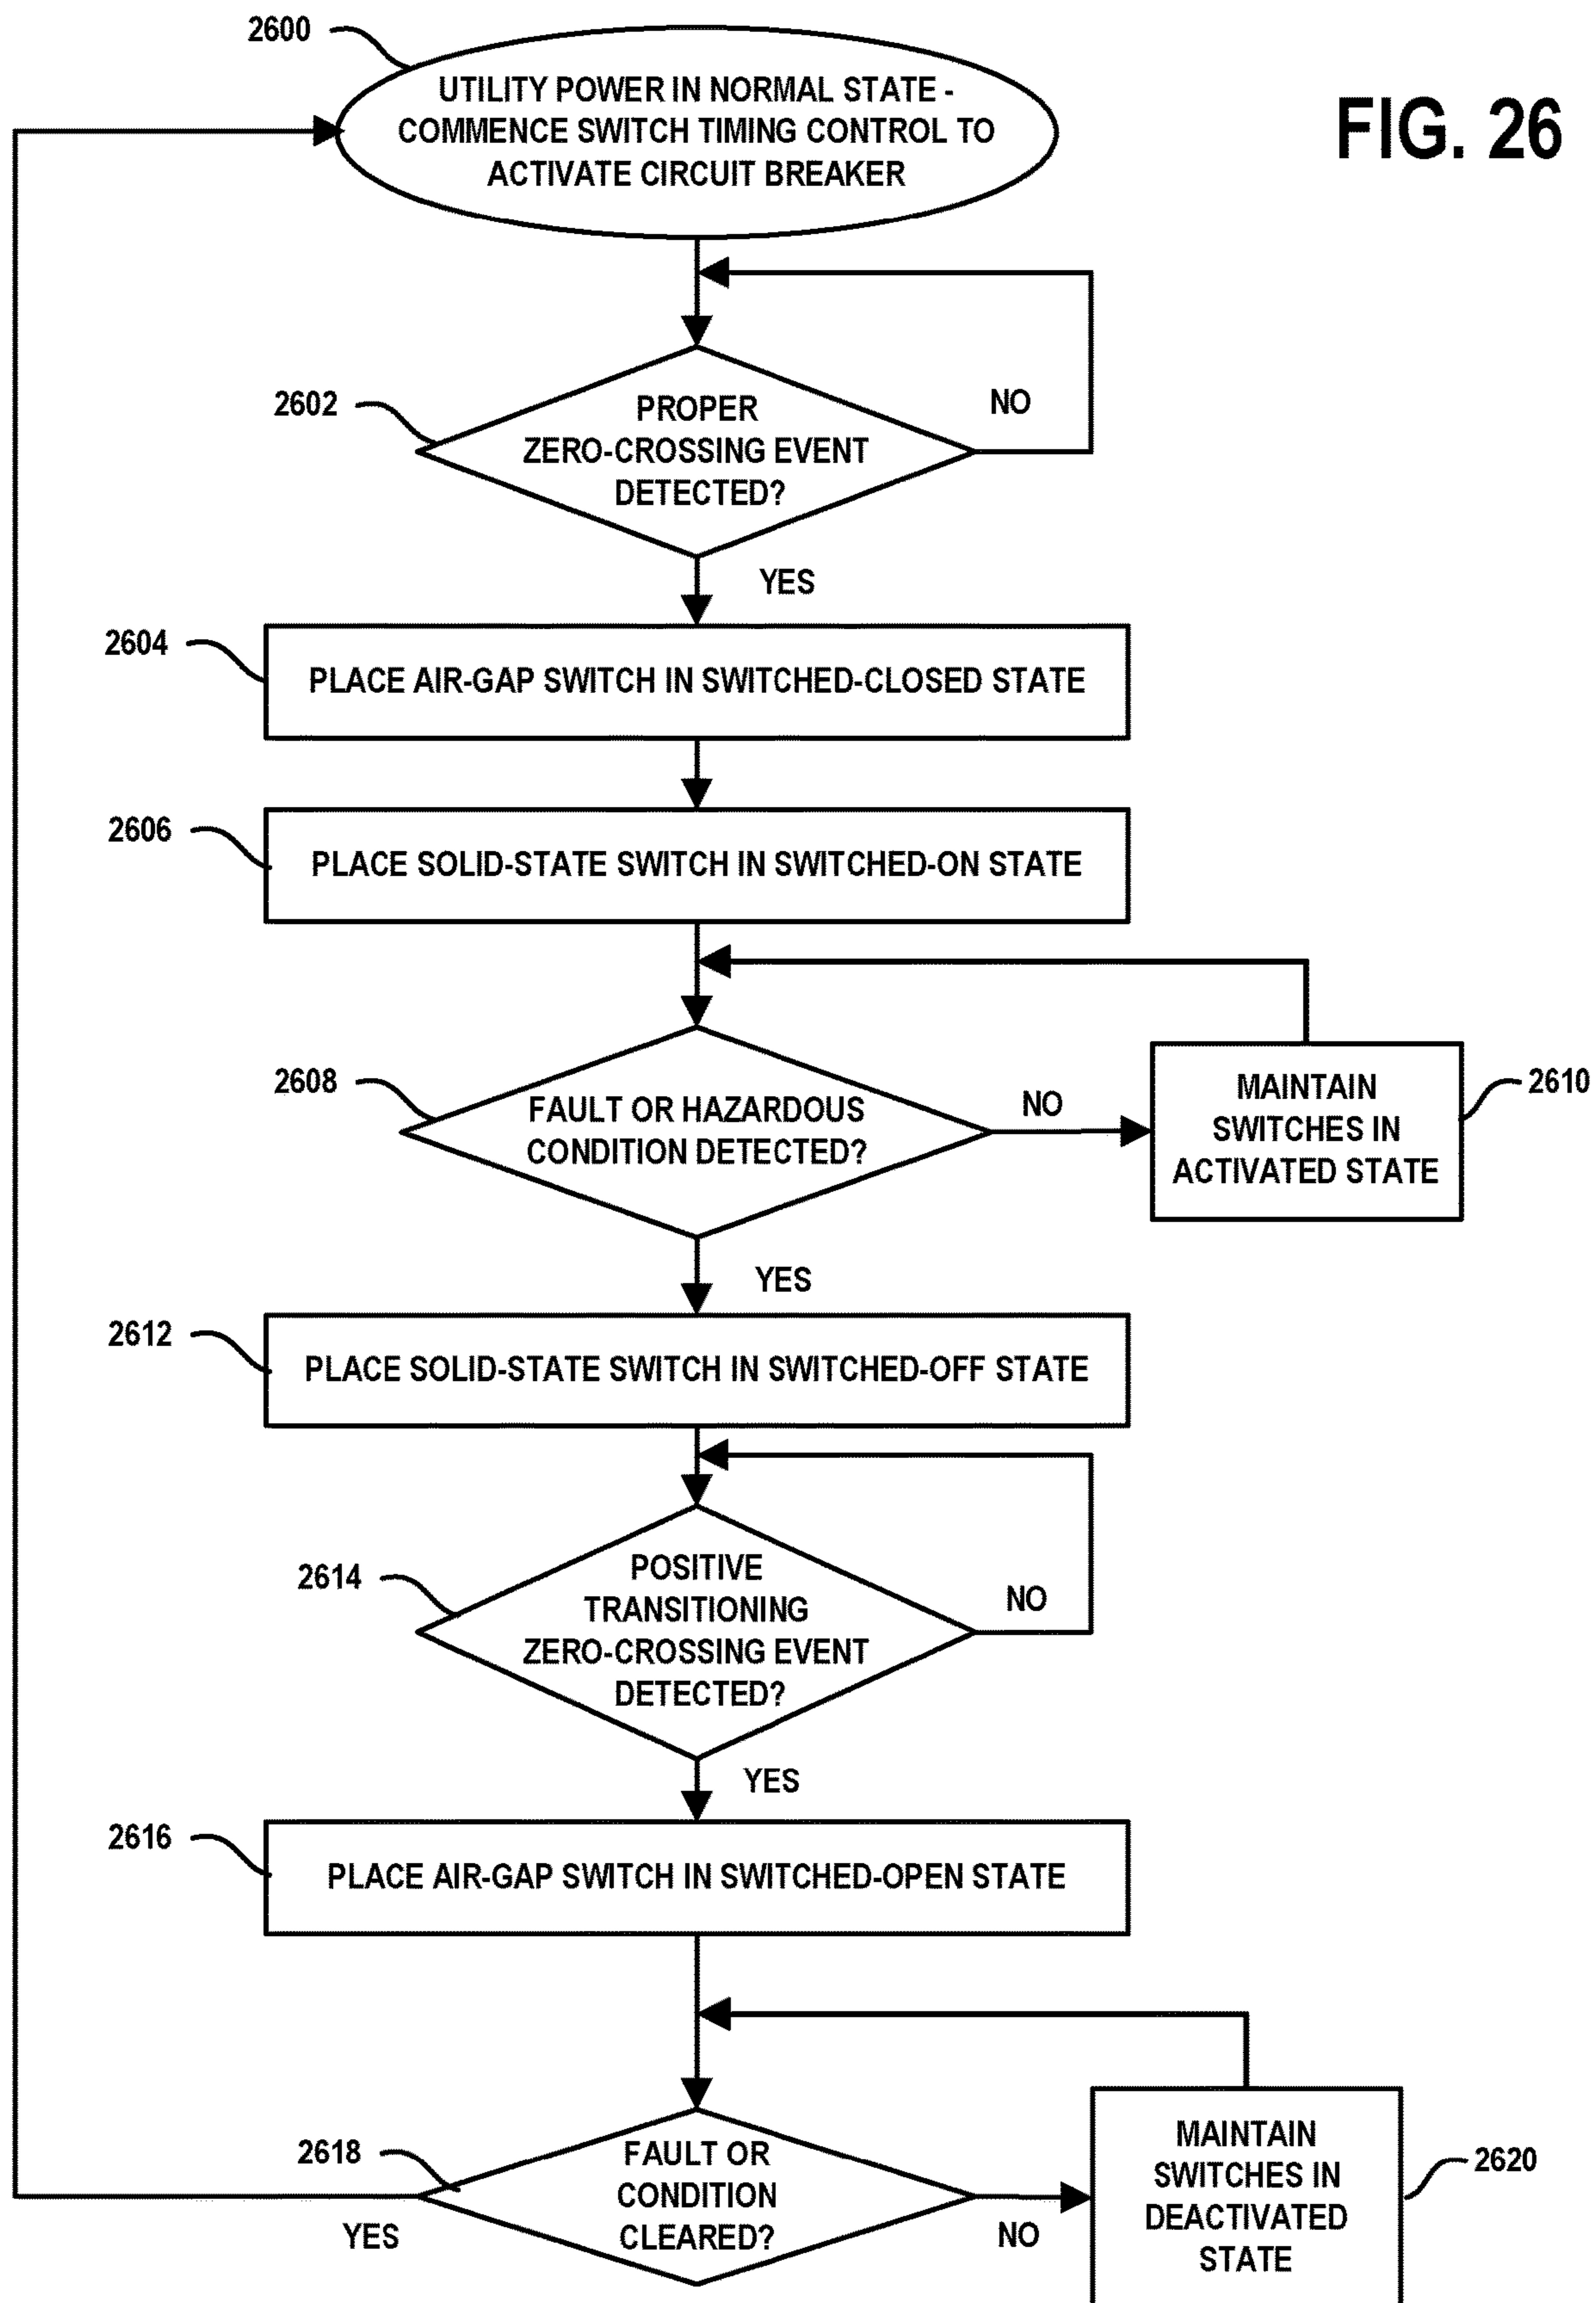 2600
UTILITY POWER IN NORMAL STATE -
COMMENCE SWITCH TIMING CONTROL TO
ACTIVATE CIRCUIT BREAKER
FIG. 26
2602
PROPER
ZERO-CROSSING EVENT
DETECTED?
NO
YES
2604
PLACE AIR-GAP SWITCH IN SWITCHED-CLOSED STATE
2606
PLACE SOLID-STATE SWITCH IN SWITCHED-ON STATE
2608
FAULT OR HAZARDOUS
CONDITION DETECTED?
NO
MAINTAIN
SWITCHES IN
ACTIVATED STATE
2610
YES
2612
PLACE SOLID-STATE SWITCH IN SWITCHED-OFF STATE
2614
POSITIVE
TRANSITIONING
ZERO-CROSSING EVENT
DETECTED?
NO
YES
2616
PLACE AIR-GAP SWITCH IN SWITCHED-OPEN STATE
2618
FAULT OR
CONDITION
CLEARED?
YES
NO
MAINTAIN
SWITCHES IN
DEACTIVATED
STATE
2620